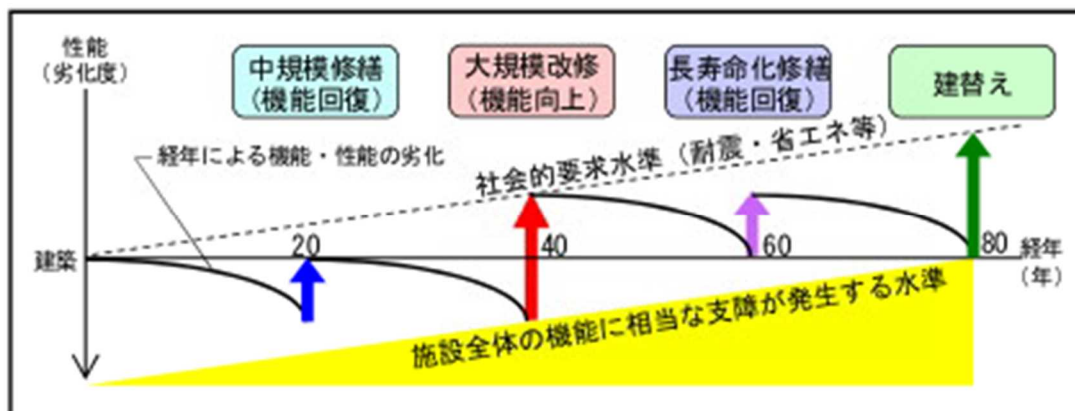 性能
(劣化度)
中規模修繕
(機能回復)
大規模改修
(機能向上)
長寿命化修繕
(機能回復)
建替え
経年による機能・性能の劣化
社会的要求水準(耐震・省エネ等)
建築
20
40
60
80
経年
(年)
施設全体の機能に相当な支障が発生する水準